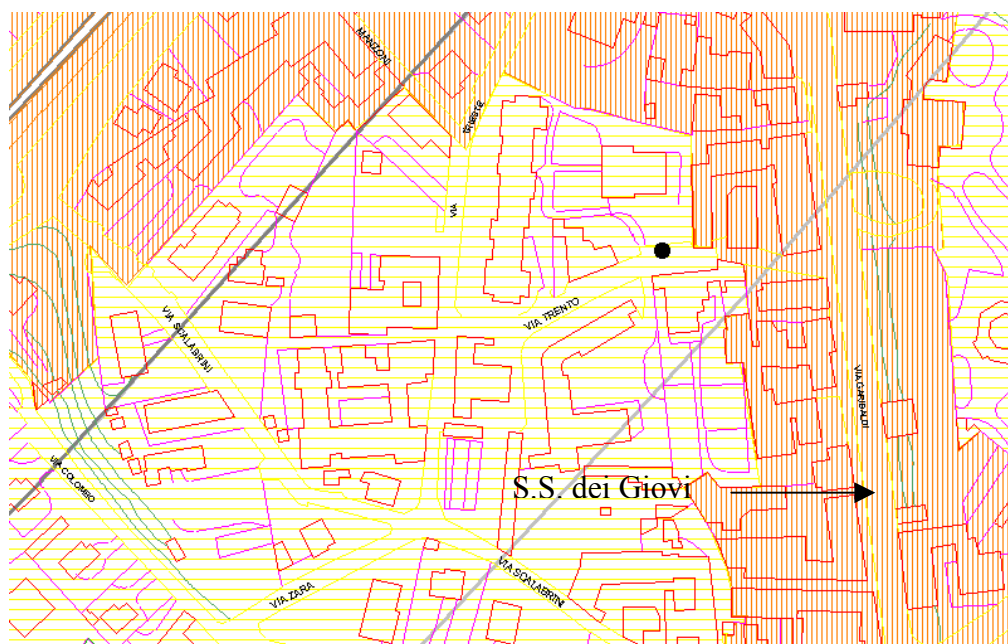 MANZONI
TRIESTE
VIA
VIA TRENTO
VIA SCALABRINI
VIA GARIBALDI
VIA COLOMBO
S.S. dei Giovi
VIA SCALABRINI
VIA ZARA